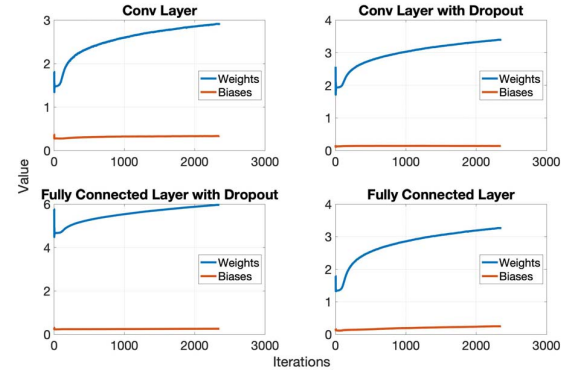 Conv Layer
3
2
1
0
0 1000 2000 3000
Weights
Biases
Conv Layer with Dropout
4
3
2
1
0
0 1000 2000 3000
Weights
Biases
Value
Fully Connected Layer with Dropout
6
4
2
0
0 1000 2000 3000
Weights
Biases
Fully Connected Layer
4
3
2
1
0
0 1000 2000 3000
Weights
Biases
Iterations